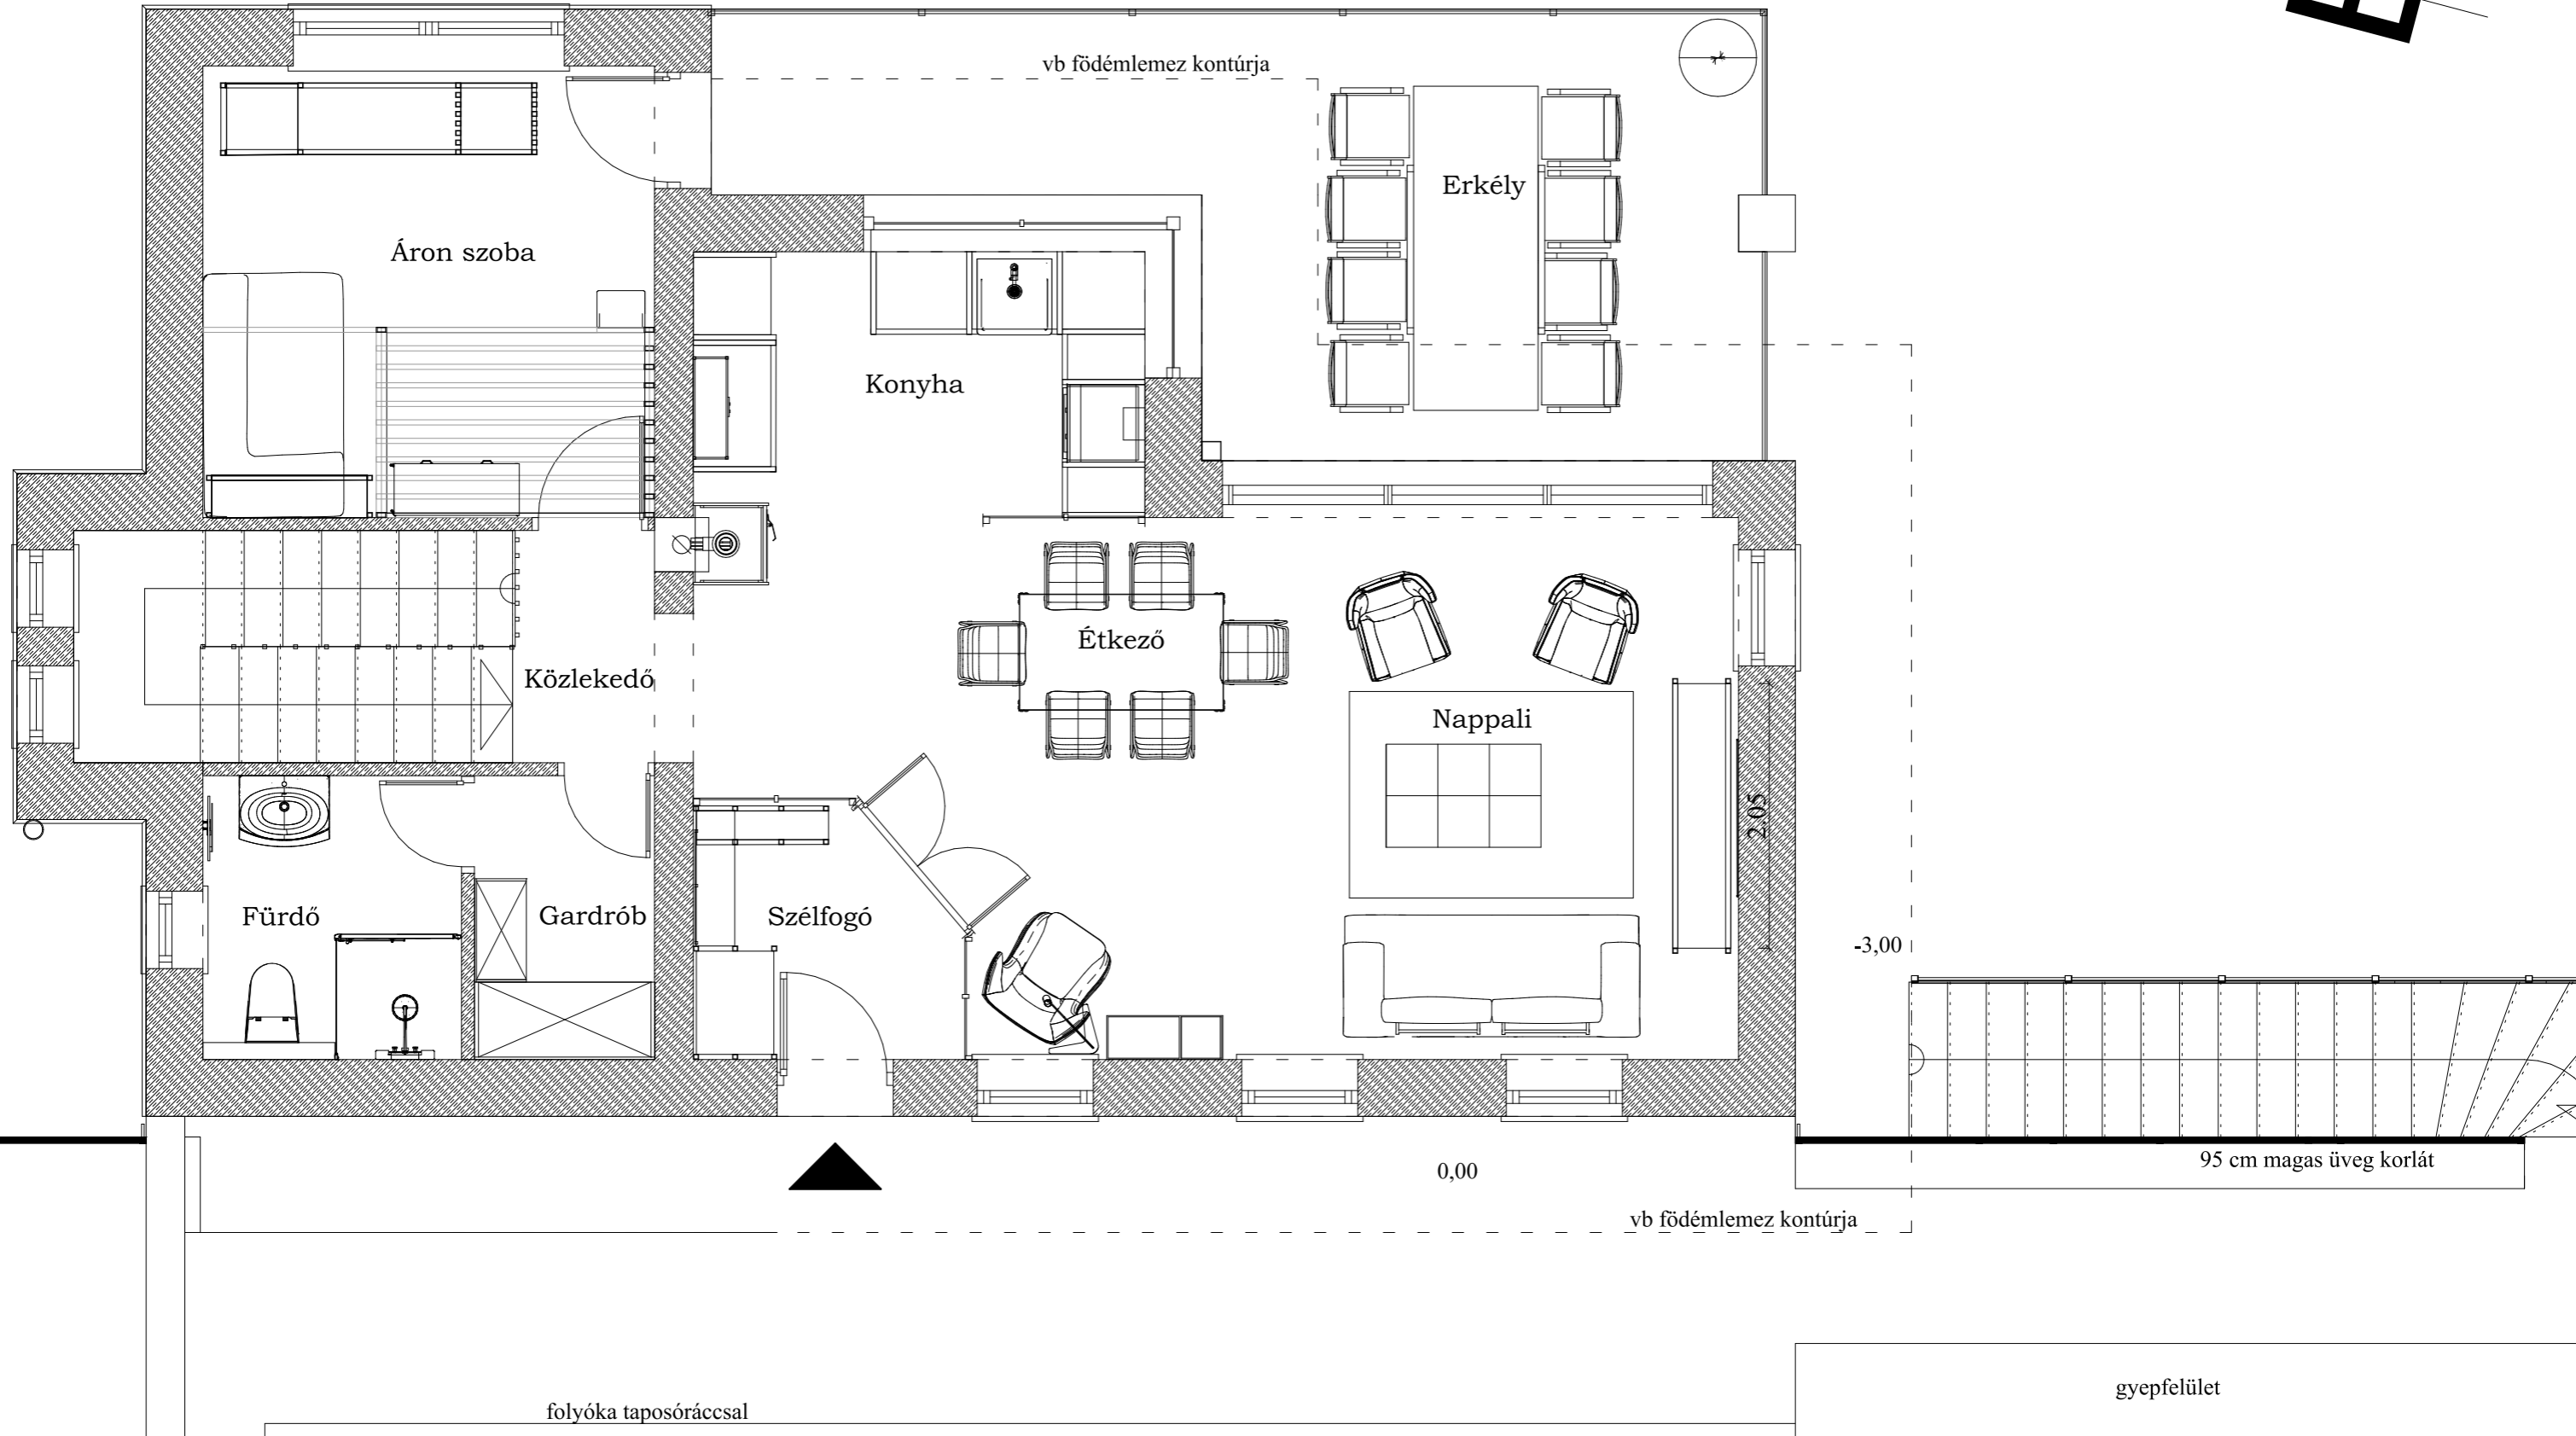 vb födémlemez kontúrja
Erkély
Áron szoba
Konyha
Étkező
Közlekedő
Nappali
2.05
Fürdő
Gardrób
Szélfogó
-3,00
95 cm magas üveg korlát
0,00
vb födémlemez kontúrja
gyepfelület
folyóka taposóráccsal